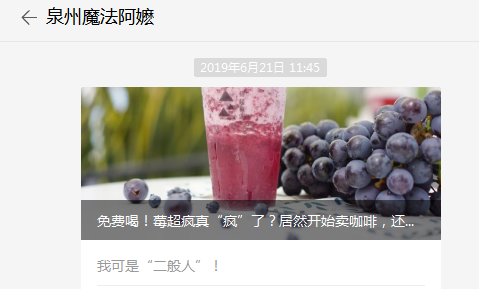 泉州魔法阿嬷
2019年6月21日 11:45
免费喝！莓超疯真“疯”了？居然开始卖咖啡，还...
我可是“二般人”！